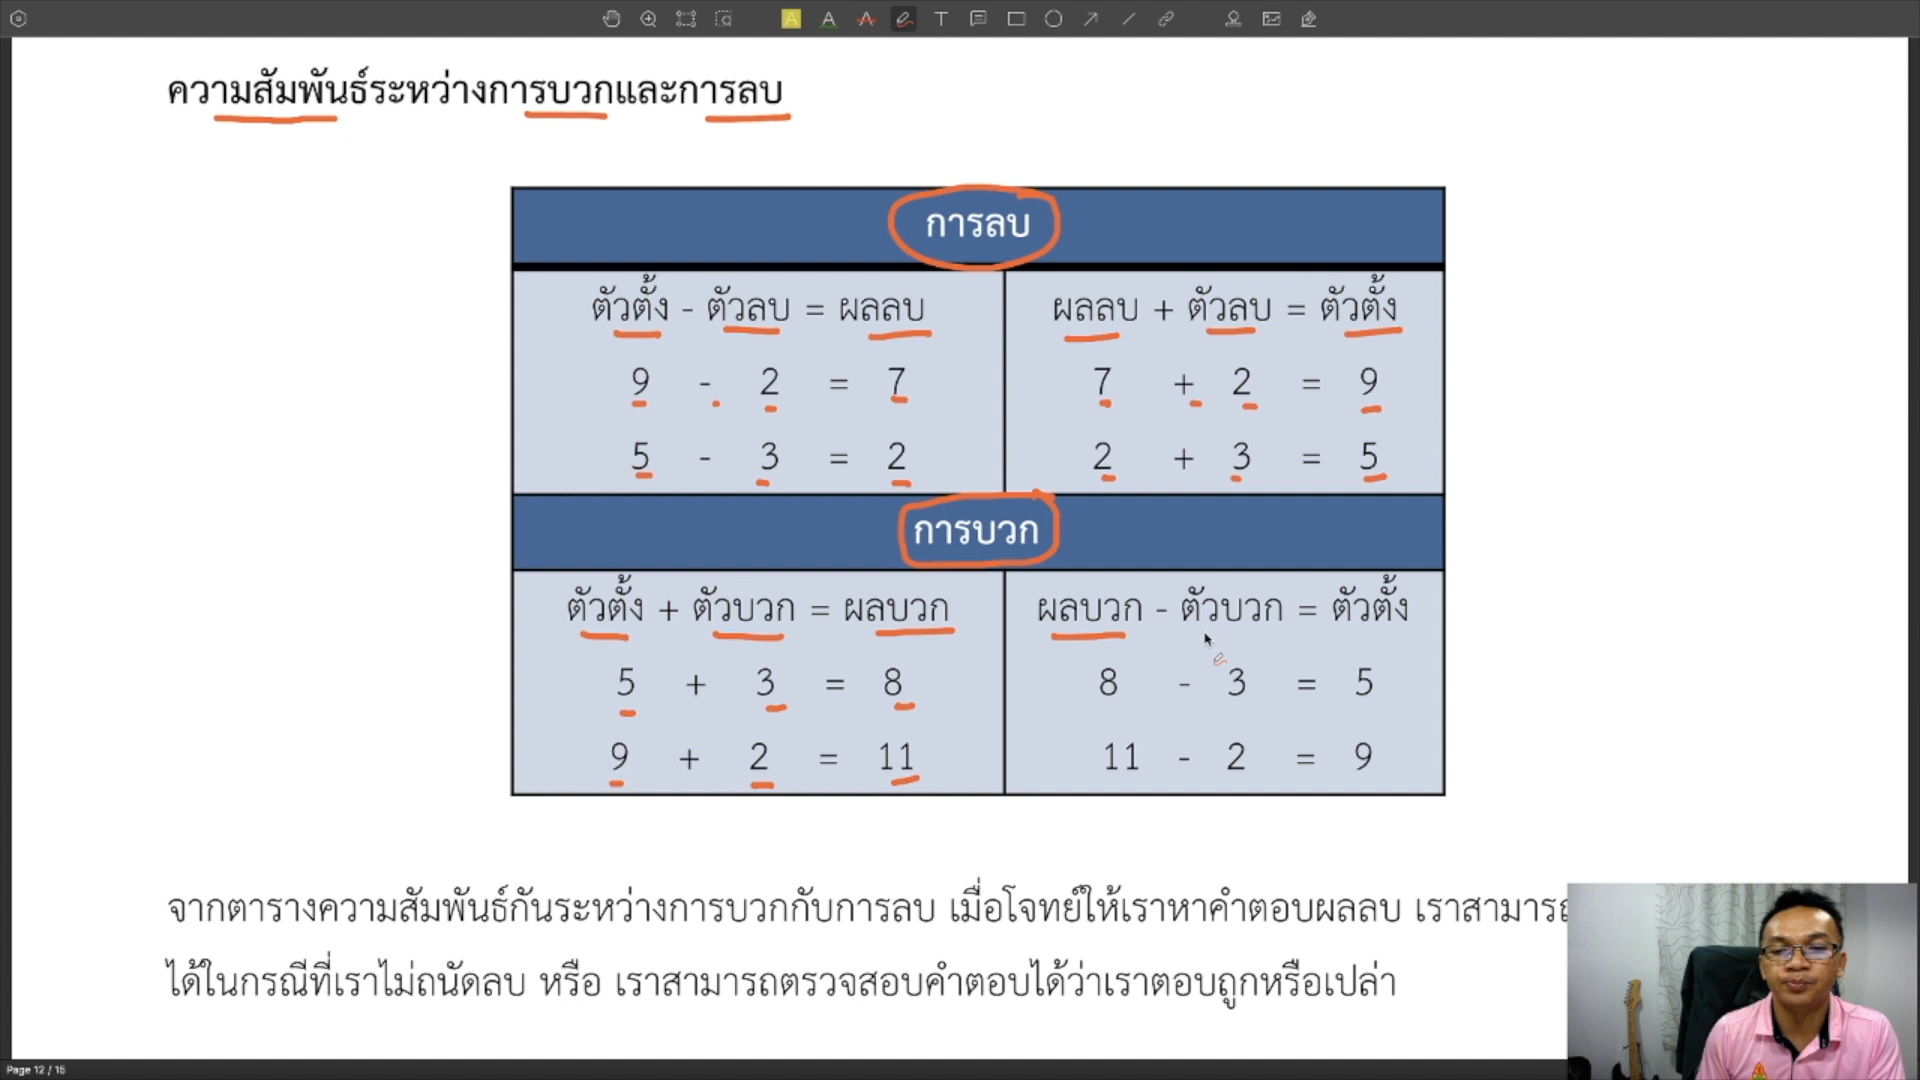 ความสัมพันธ์ระหว่างการบวกและการลบ
การลบ
ตัวตั้ง - ตัวลบ = ผลลบ
9 - 2 = 7
5 - 3 = 2
ผลลบ + ตัวลบ = ตัวตั้ง
7 + 2 = 9
2 + 3 = 5
การบวก
ตัวตั้ง + ตัวบวก = ผลบวก
5 + 3 = 8
9 + 2 = 11
ผลบวก - ตัวบวก = ตัวตั้ง
8 - 3 = 5
11 - 2 = 9
จากตารางความสัมพันธ์กันระหว่างการบวกกับการลบ เมื่อโจทย์ให้เราหาคำตอบผลลบ
ได้ในกรณีที่เราไม่ถนัดลบ หรือ เราสามารถตรวจสอบคำตอบได้ว่าเราตอบถูกหรือเปล่า
Page 12 / 15